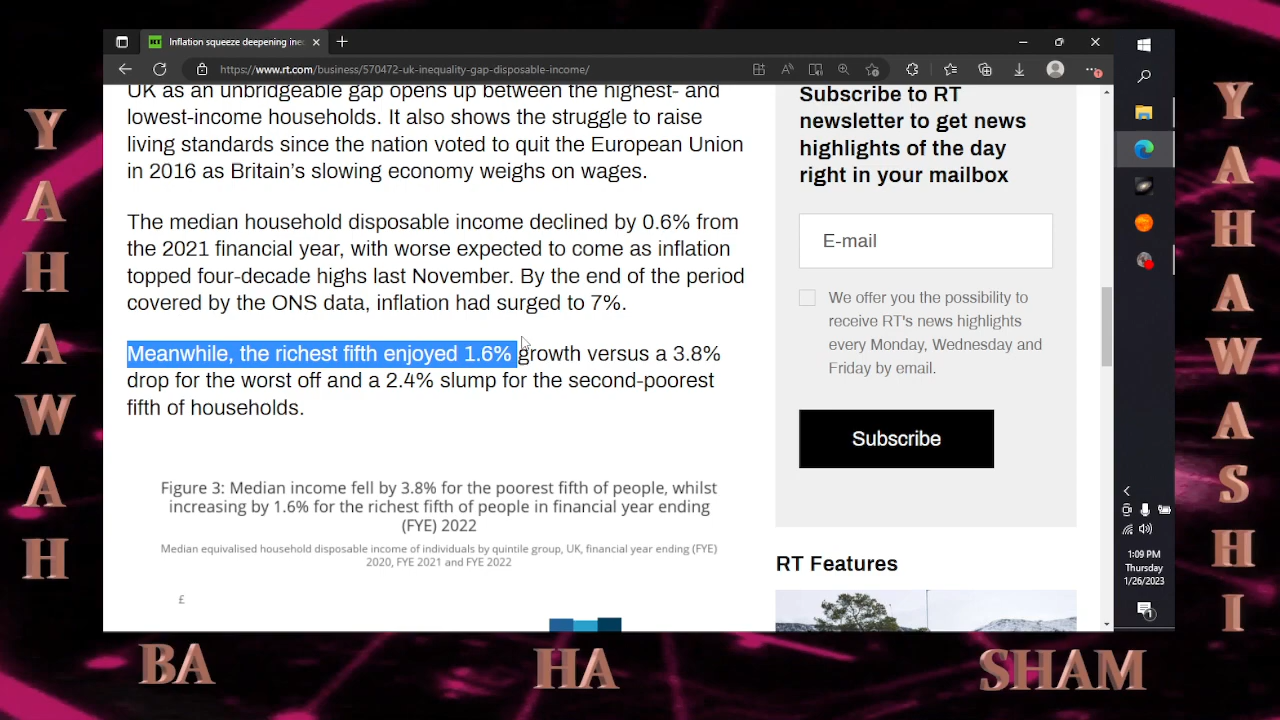 YAHAWAH
Inflation squeeze deepening ine
https://www.rt.com/business/570472-uk-inequality-gap-disposable-income/
UK as an unbridgeable gap opens up between the highest- and
lowest-income households. It also shows the struggle to raise
living standards since the nation voted to quit the European Union
in 2016 as Britain's slowing economy weighs on wages.
The median household disposable income declined by 0.6% from
the 2021 financial year, with worse expected to come as inflation
topped four-decade highs last November. By the end of the period
covered by the ONS data, inflation had surged to 7%.
Meanwhile, the richest fifth enjoyed 1.6% growth versus a 3.8%
drop for the worst off and a 2.4% slump for the second-poorest
fifth of households.
Figure 3: Median income fell by 3.8% for the poorest fifth of people, whilst
increasing by 1.6% for the richest fifth of people in financial year ending
(FYE) 2022
Median equivalised household disposable income of individuals by quintile group, UK, financial year ending (FYE)
2020, FYE 2021 and FYE 2022
£
Subscribe to RT
newsletter to get news
highlights of the day
right in your mailbox
E-mail
We offer you the possibility to
receive RT's news highlights
every Monday, Wednesday and
Friday by email.
Subscribe
RT Features
1:09 PM
Thursday
1/26/2023
1
YAHAWASHI
BA HA SHAM